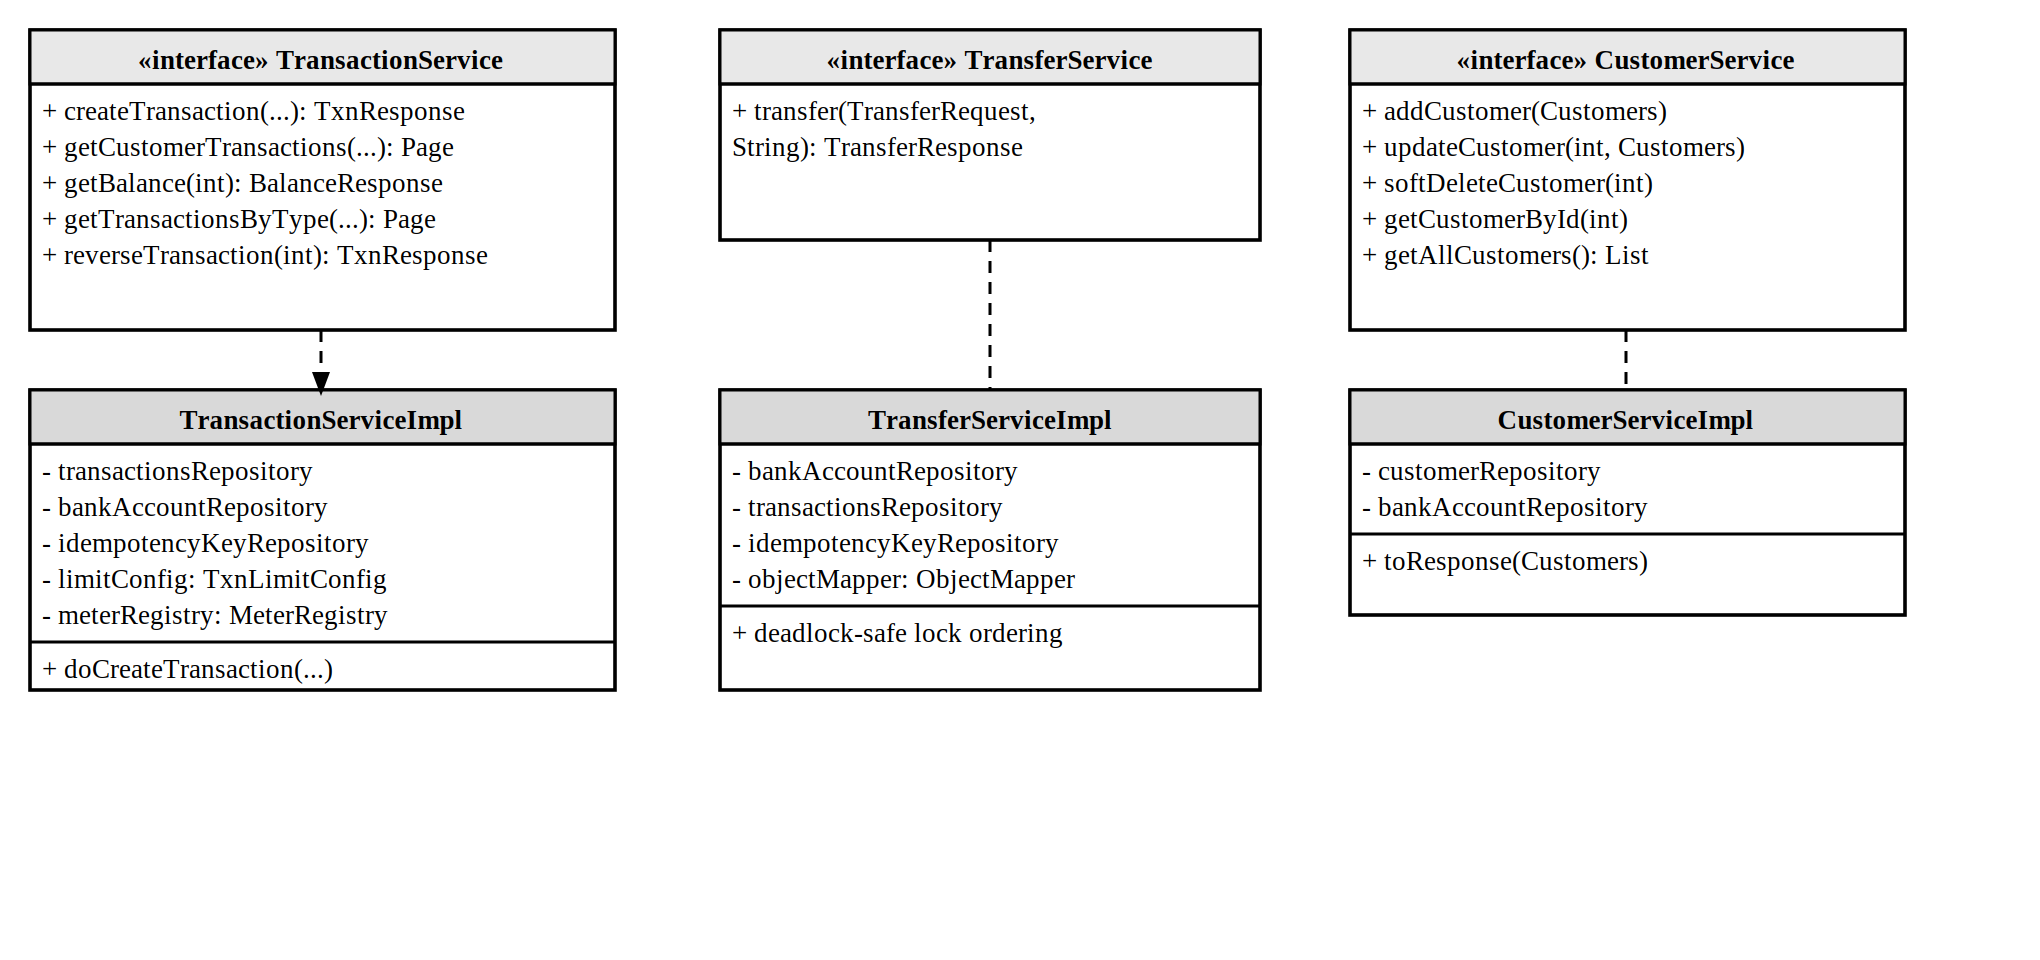 «interface» TransactionService
+ createTransaction(...): TxnResponse
+ getCustomerTransactions(...): Page
+ getBalance(int): BalanceResponse
+ getTransactionsByType(...): Page
+ reverseTransaction(int): TxnResponse
«interface» TransferService
+ transfer(TransferRequest,
String): TransferResponse
«interface» CustomerService
+ addCustomer(Customers)
+ updateCustomer(int, Customers)
+ softDeleteCustomer(int)
+ getCustomerById(int)
+ getAllCustomers(): List
TransactionServiceImpl
- transactionsRepository
- bankAccountRepository
- idempotencyKeyRepository
- limitConfig: TxnLimitConfig
- meterRegistry: MeterRegistry
+ doCreateTransaction(...)
TransferServiceImpl
- bankAccountRepository
- transactionsRepository
- idempotencyKeyRepository
- objectMapper: ObjectMapper
+ deadlock-safe lock ordering
CustomerServiceImpl
- customerRepository
- bankAccountRepository
+ toResponse(Customers)